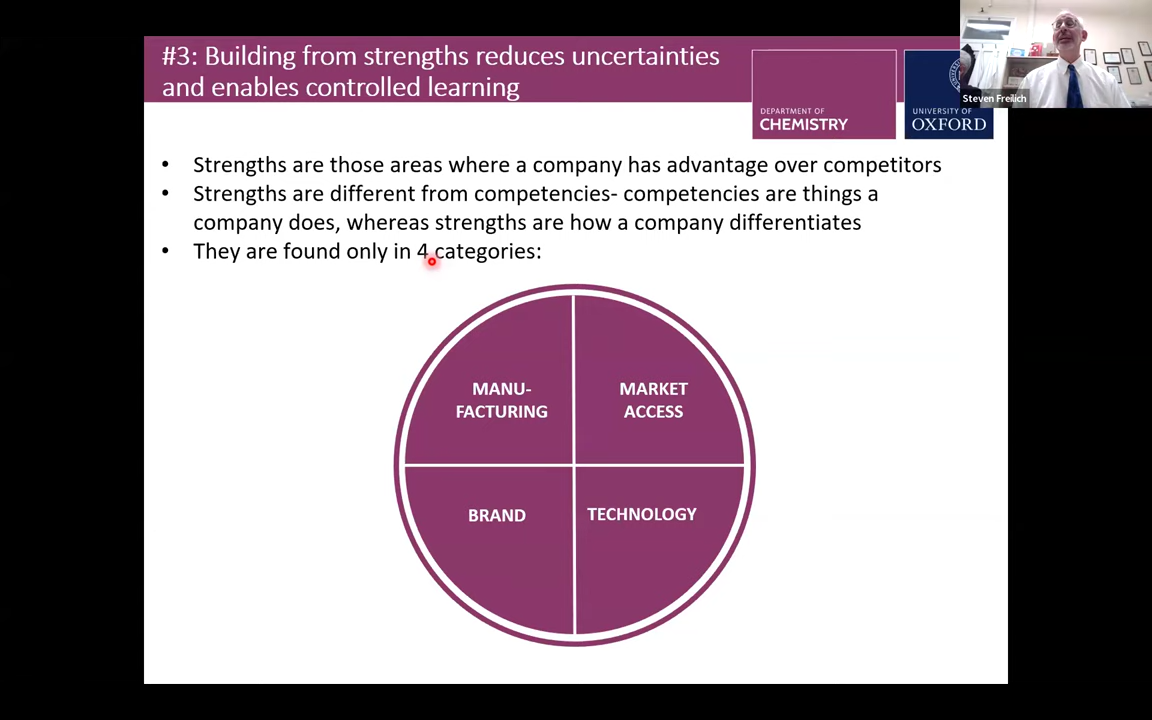 #3: Building from strengths reduces uncertainties
and enables controlled learning
DEPARTMENT OF
CHEMISTRY
UNIVERSITY OF
OXFORD
Steven Freilich
• Strengths are those areas where a company has advantage over competitors
• Strengths are different from competencies- competencies are things a
company does, whereas strengths are how a company differentiates
• They are found only in 4 categories:
MANU-
FACTURING
MARKET
ACCESS
BRAND
TECHNOLOGY